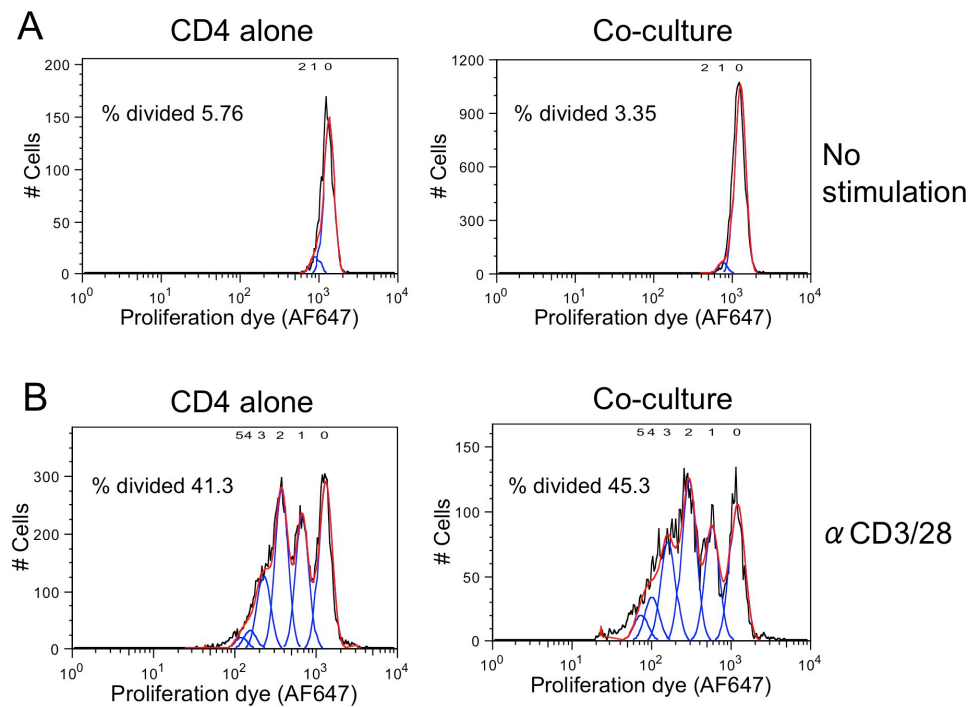 A
CD4 alone
Co-culture
200
150
100
50
0
2 1 0
% divided 5.76
# Cells
10^0 10^1 10^2 10^3 10^4
Proliferation dye (AF647)
1200
900
600
300
0
2 1 0
% divided 3.35
# Cells
10^0 10^1 10^2 10^3 10^4
Proliferation dye (AF647)
No
stimulation
B
CD4 alone
Co-culture
300
200
100
0
54 3 2 1 0
% divided 41.3
# Cells
10^0 10^1 10^2 10^3 10^4
Proliferation dye (AF647)
150
100
50
0
54 3 2 1 0
% divided 45.3
# Cells
10^0 10^1 10^2 10^3 10^4
Proliferation dye (AF647)
α CD3/28